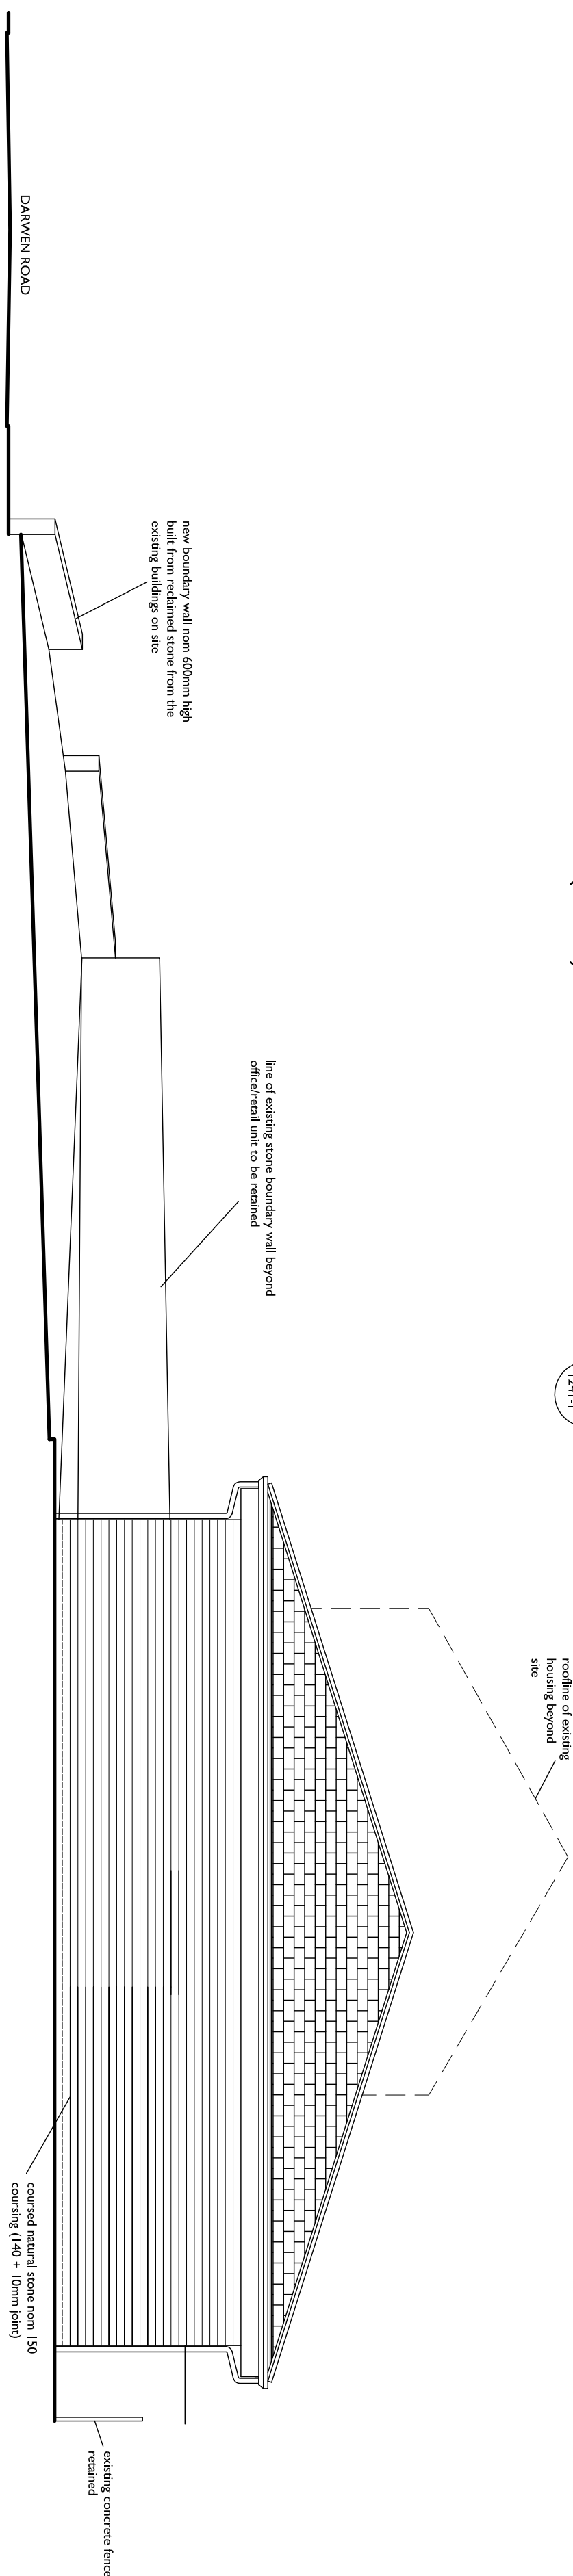 DARWEN ROAD
new boundary wall nom 600mm high
built from reclaimed stone from the
existing buildings on site
line of existing stone boundary wall beyond
office/retail unit to be retained
roofline of existing
housing beyond
site
coursed natural stone nom 150
coursing (140 + 10mm joint)
existing concrete fence
retained